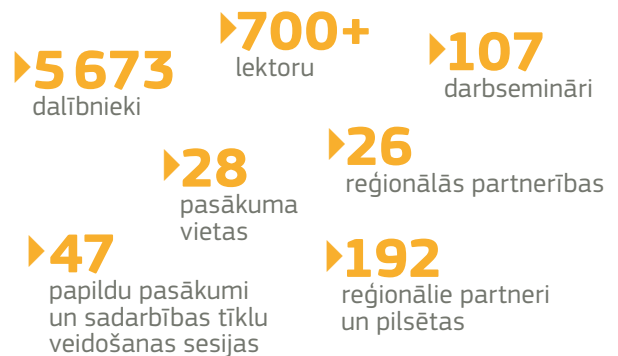 5 673
dalībnieki
700+
lektoru
107
darbsemināri
28
pasākuma
vietas
26
reģionālās partnerības
47
papildu pasākumi
un sadarbības tīklu
veidošanas sesijas
192
reģionālie partneri
un pilsētas